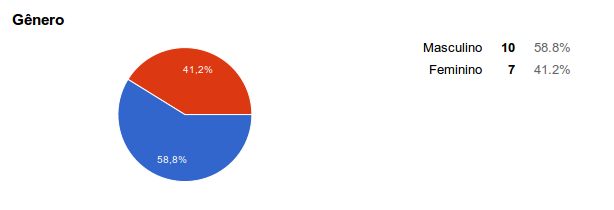 Gênero
Masculino 10 58.8%
Feminino 7 41.2%
41,2%
58,8%